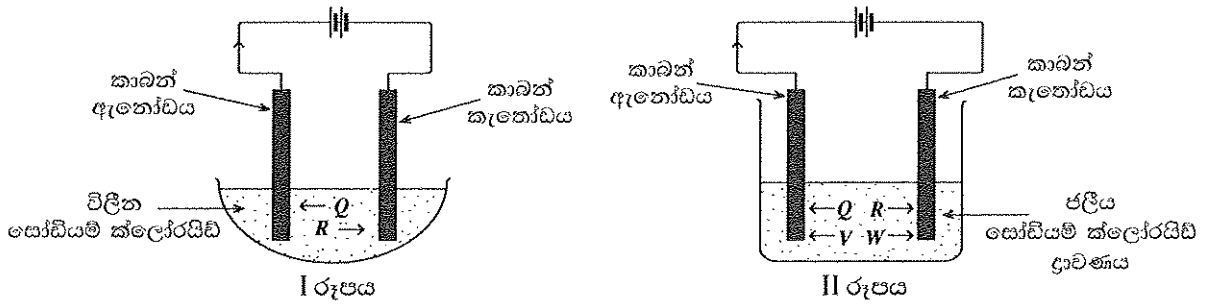 කාබන්
ඇනෝඩය
කාබන්
කැතෝඩය
විලීන
සෝඩියම් ක්ලෝරයිඩ්
Q
R
I රූපය
කාබන්
ඇනෝඩය
කාබන්
කැතෝඩය
Q R
V W
ජලීය
සෝඩියම් ක්ලෝරයිඩ්
ද්‍රාවණය
II රූපය